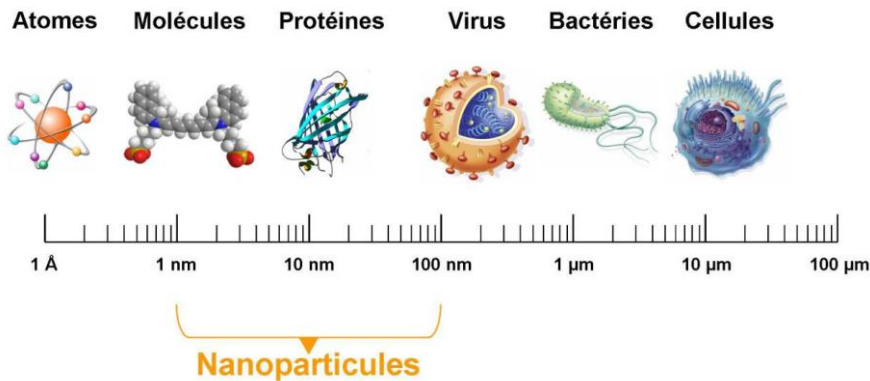 Atomes Molécules Protéines Virus Bactéries Cellules
1 Å 1 nm 10 nm 100 nm 1 µm 10 µm 100 µm
Nanoparticules